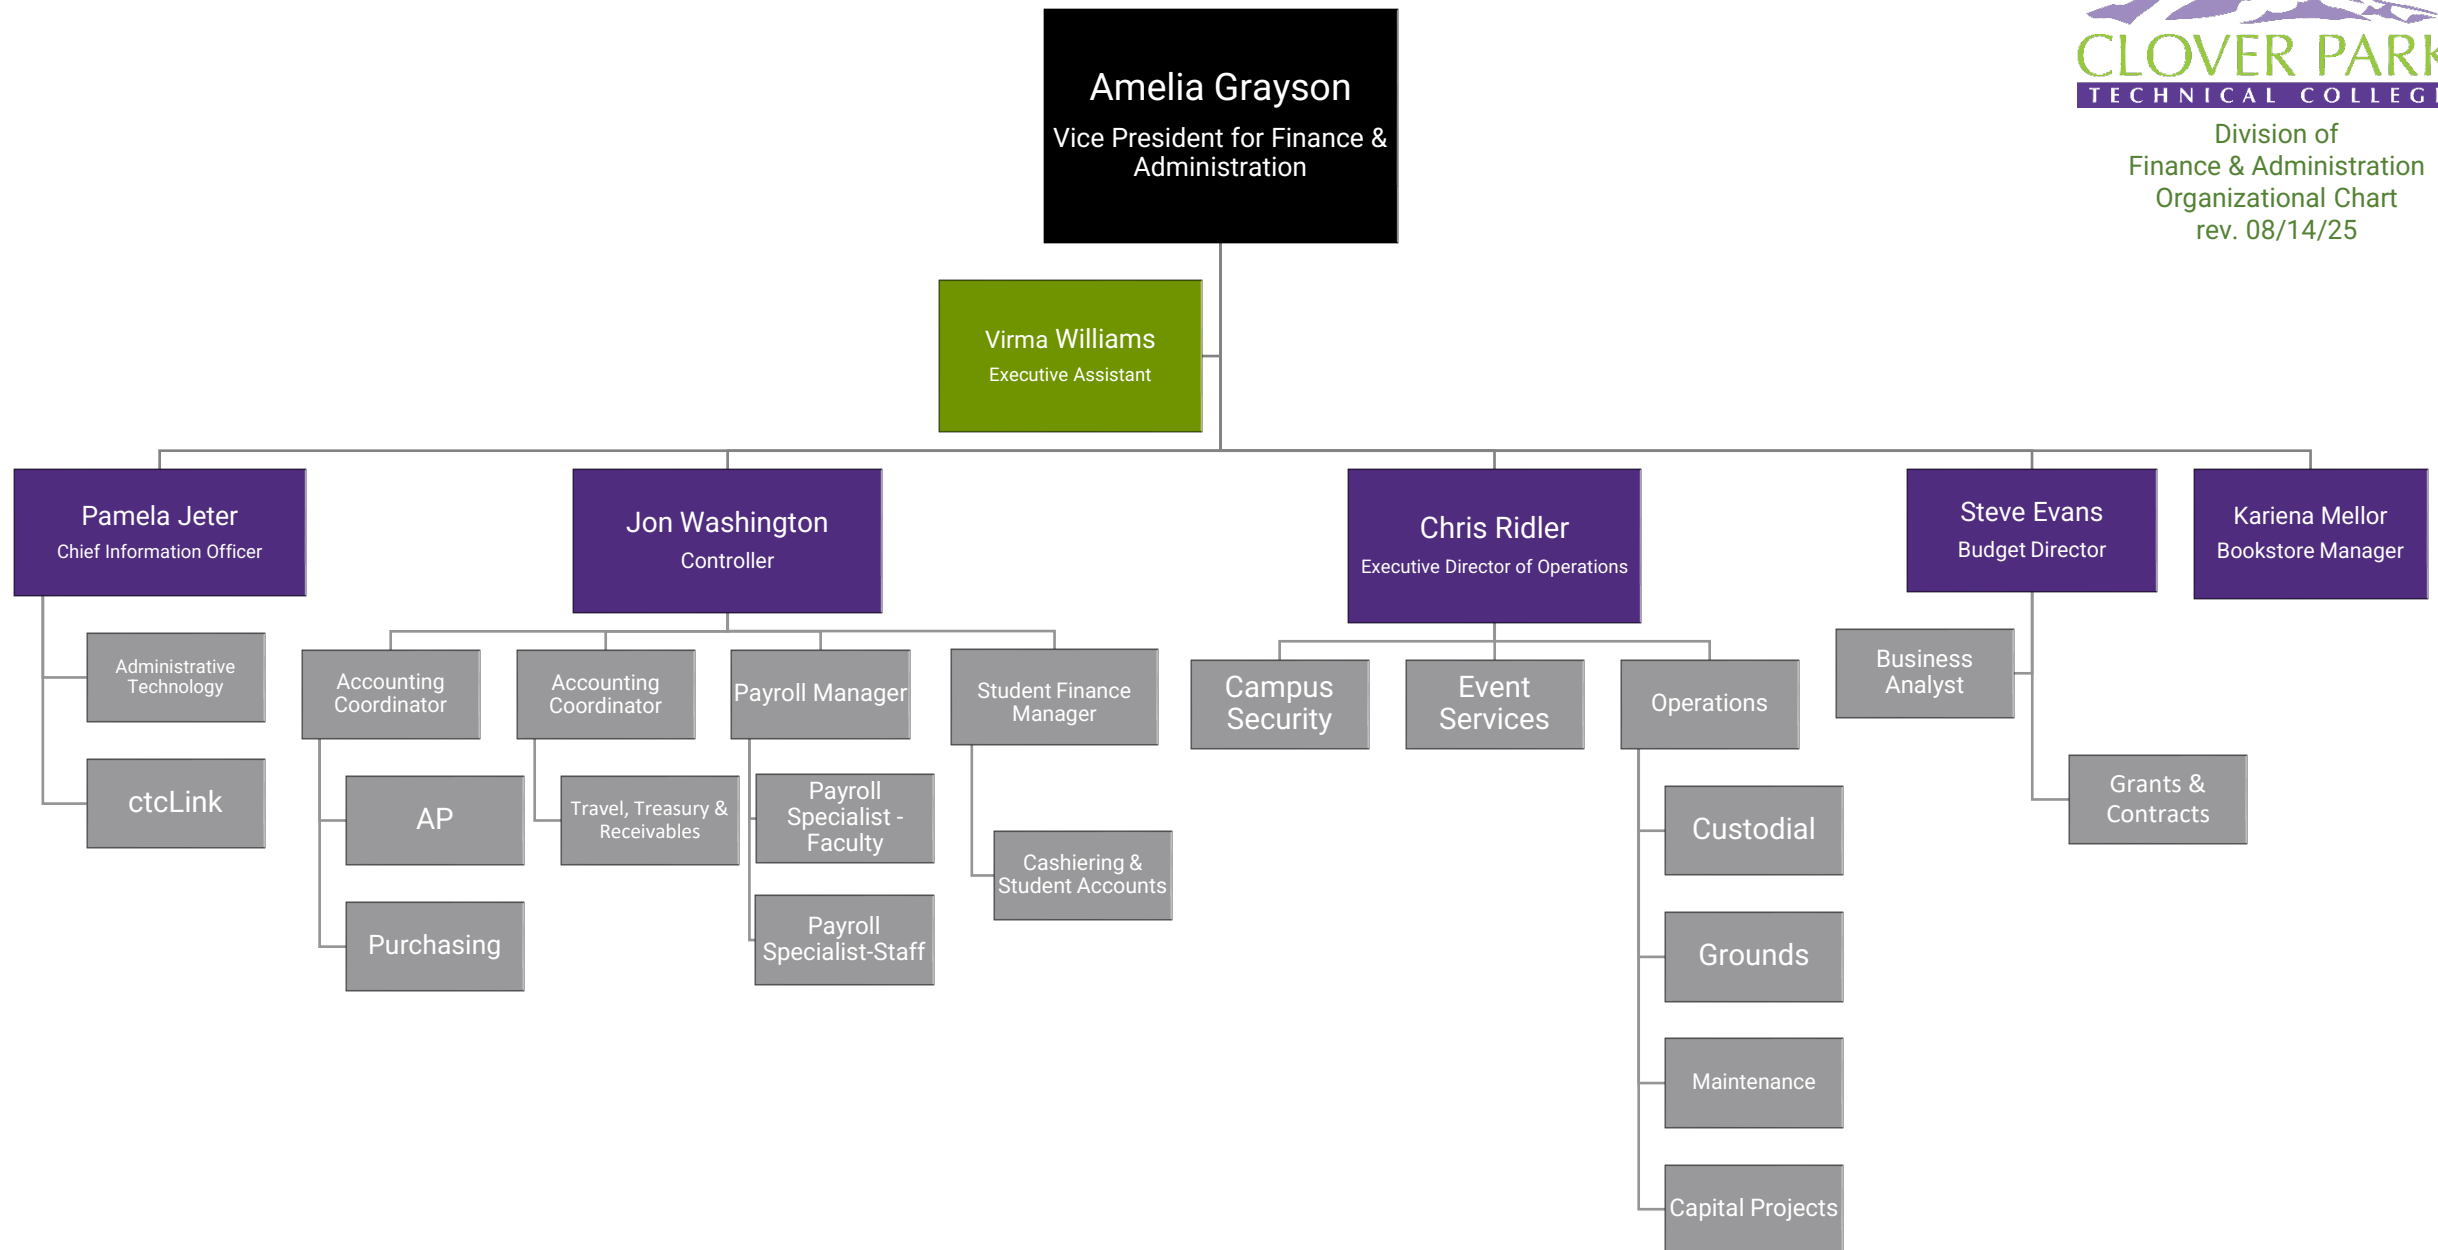 Amelia Grayson
Vice President for Finance &
Administration
CLOVER PARK
TECHNICAL COLLEGE
Division of
Finance & Administration
Organizational Chart
rev. 08/14/25
Virma Williams
Executive Assistant
Pamela Jeter
Chief Information Officer
Jon Washington
Controller
Chris Ridler
Executive Director of Operations
Steve Evans
Budget Director
Kariena Mellor
Bookstore Manager
Administrative
Technology
ctcLink
Accounting
Coordinator
AP
Purchasing
Accounting
Coordinator
Travel, Treasury &
Receivables
Payroll Manager
Payroll
Specialist -
Faculty
Payroll
Specialist-Staff
Student Finance
Manager
Cashiering &
Student Accounts
Campus
Security
Event
Services
Operations
Custodial
Grounds
Maintenance
Capital Projects
Business
Analyst
Grants &
Contracts